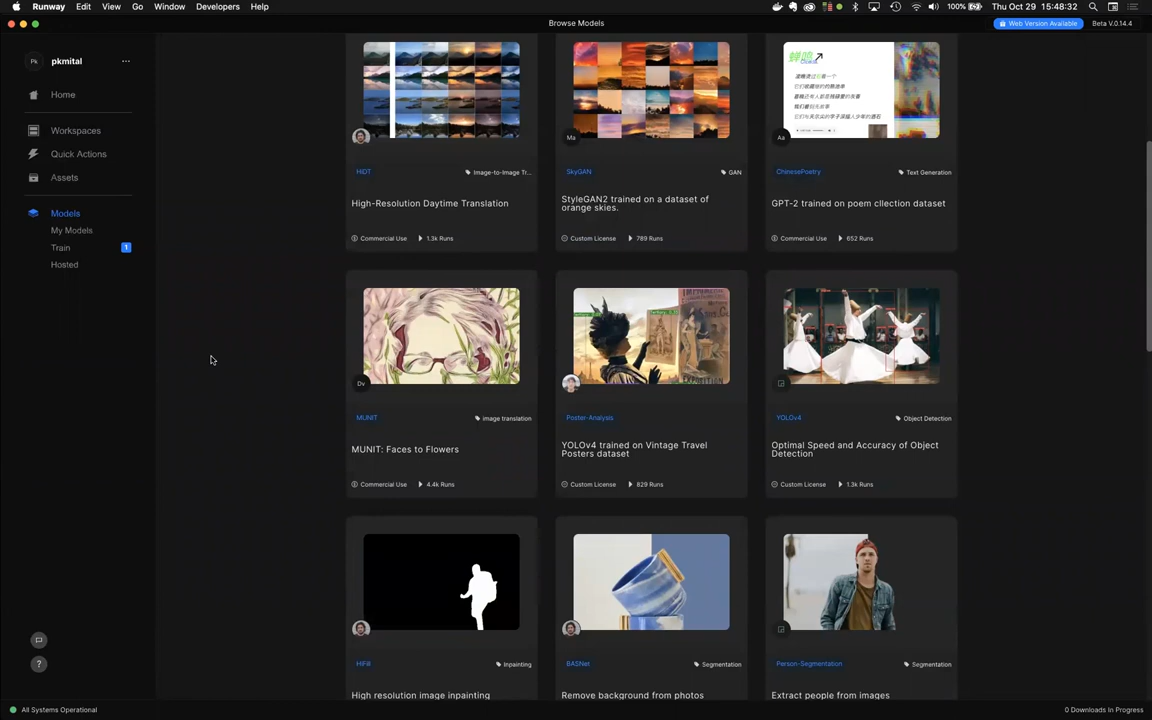 Runway Edit View Go Window Developers Help
100%
Thu Oct 29 15:48:32
Browse Models
Web Version Available
Beta V.0.14.4
Pk
pkmital
Home
Workspaces
Quick Actions
Assets
Models
My Models
Train
1
Hosted
?
All Systems Operational
0 Downloads In Progress
HiDT
Image-to-Image Tr...
High-Resolution Daytime Translation
Commercial Use
1.3k Runs
Ma
SkyGAN
GAN
StyleGAN2 trained on a dataset of
orange skies.
Custom License
789 Runs
蝉鸣
Aa
ChinesePoetry
Text Generation
GPT-2 trained on poem cllection dataset
Commercial Use
652 Runs
Dv
MUNIT
image translation
MUNIT: Faces to Flowers
Commercial Use
4.4k Runs
Poster-Analysis
YOLOv4 trained on Vintage Travel
Posters dataset
Custom License
829 Runs
YOLOv4
Object Detection
Optimal Speed and Accuracy of Object
Detection
Custom License
1.3k Runs
HiFill
Inpainting
High resolution image inpainting
BASNet
Segmentation
Remove background from photos
Person-Segmentation
Segmentation
Extract people from images